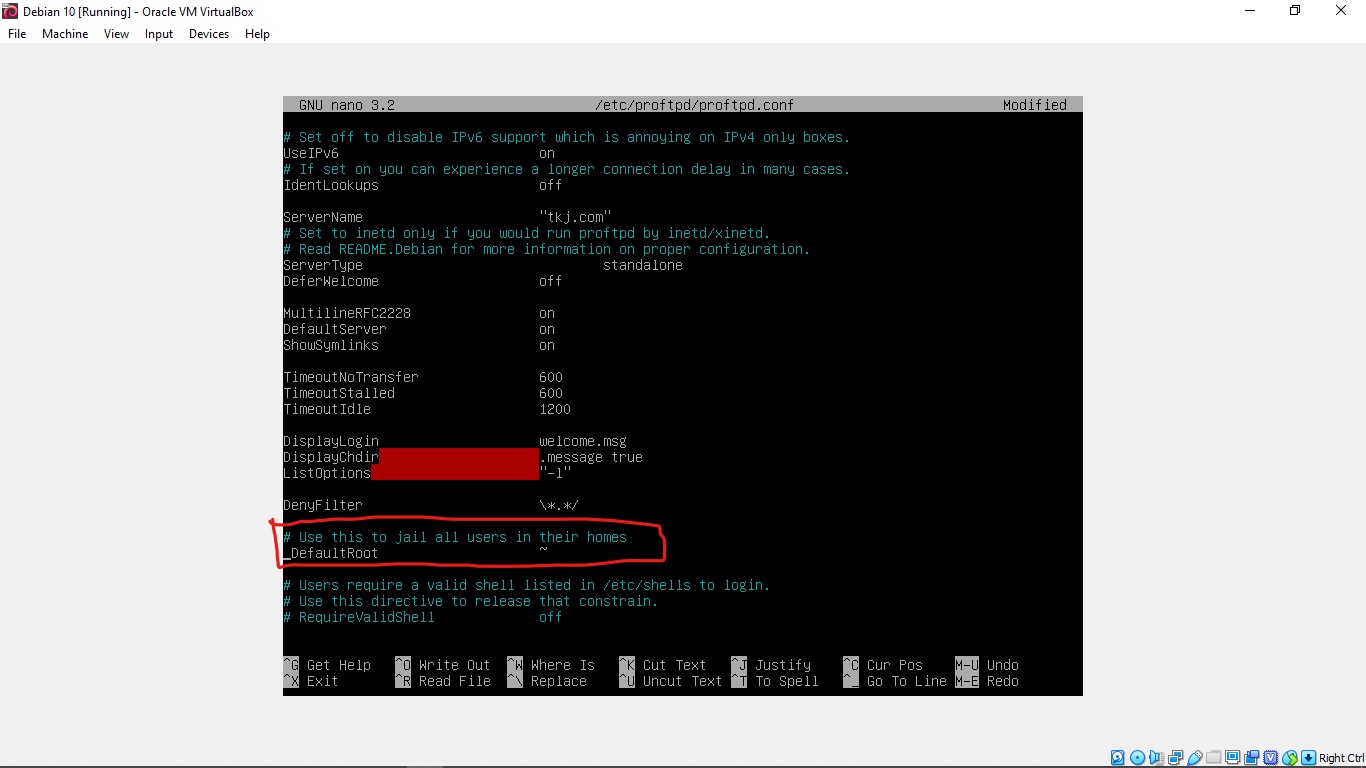 Debian 10 [Running] - Oracle VM VirtualBox
File Machine View Input Devices Help
GNU nano 3.2 /etc/proftpd/proftpd.conf Modified
# Set off to disable IPv6 support which is annoying on IPv4 only boxes.
UseIPv6 on
# If set on you can experience a longer connection delay in many cases.
IdentLookups off
ServerName "tkj.com"
# Set to inetd only if you would run proftpd by inetd/xinetd.
# Read README.Debian for more information on proper configuration.
ServerType standalone
DeferWelcome off
MultilineRFC2228 on
DefaultServer on
ShowSymlinks on
TimeoutNoTransfer 600
TimeoutStalled 600
TimeoutIdle 1200
DisplayLogin welcome.msg
DisplayChdir .message true
ListOptions "-l"
DenyFilter \*.*/
# Use this to jail all users in their homes
_DefaultRoot ~
# Users require a valid shell listed in /etc/shells to login.
# Use this directive to release that constrain.
# RequireValidShell off
^G Get Help ^O Write Out ^W Where Is ^K Cut Text ^J Justify ^C Cur Pos M-U Undo
^X Exit ^R Read File ^\ Replace ^U Uncut Text ^T To Spell ^_ Go To Line M-E Redo
Right Ctrl